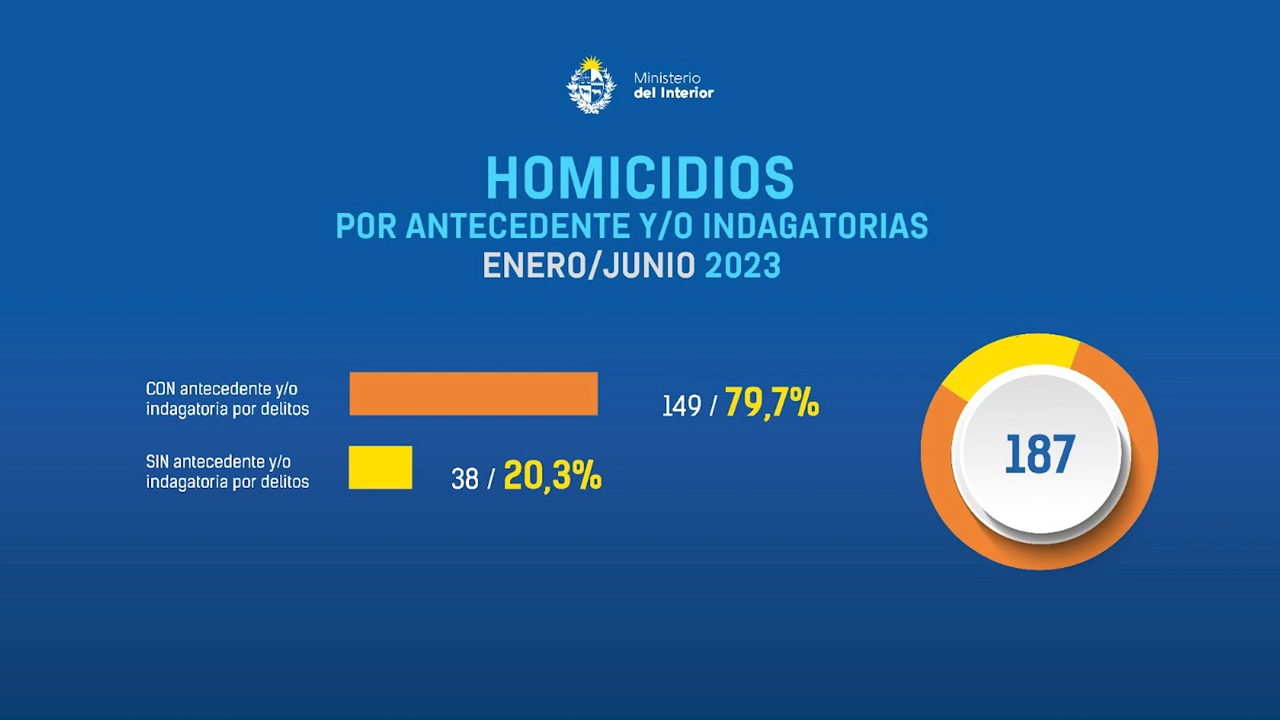 Ministerio
del Interior
HOMICIDIOS
POR ANTECEDENTE Y/O INDAGATORIAS
ENERO/JUNIO 2023
CON antecedente y/o
indagatoria por delitos
149 / 79,7%
SIN antecedente y/o
indagatoria por delitos
38 / 20,3%
187